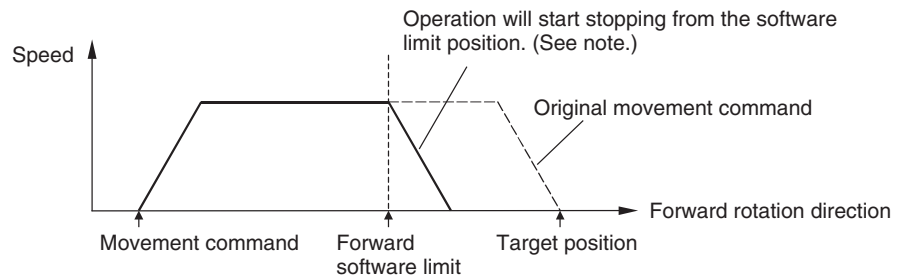 Operation will start stopping from the software
limit position. (See note.)
Speed
Original movement command
Forward rotation direction
Movement command
Forward
software limit
Target position